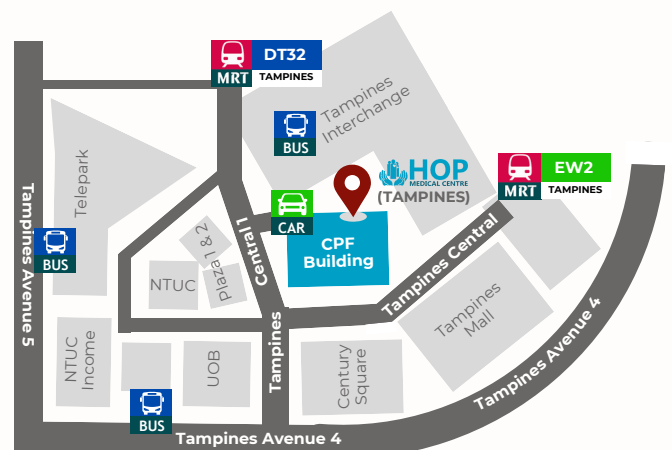 DT32
MRT
TAMPINES
Tampines
Interchange
BUS
Telepark
HOP
MEDICAL CENTRE
(TAMPINES)
EW2
MRT
TAMPINES
CAR
CPF
Building
Tampines Avenue 5
BUS
Plaza 1 & 2
NTUC
Tampines Central 1
Tampines Central
Tampines
Mall
Tampines Avenue 4
NTUC
Income
UOB
Century
Square
BUS
Tampines Avenue 4